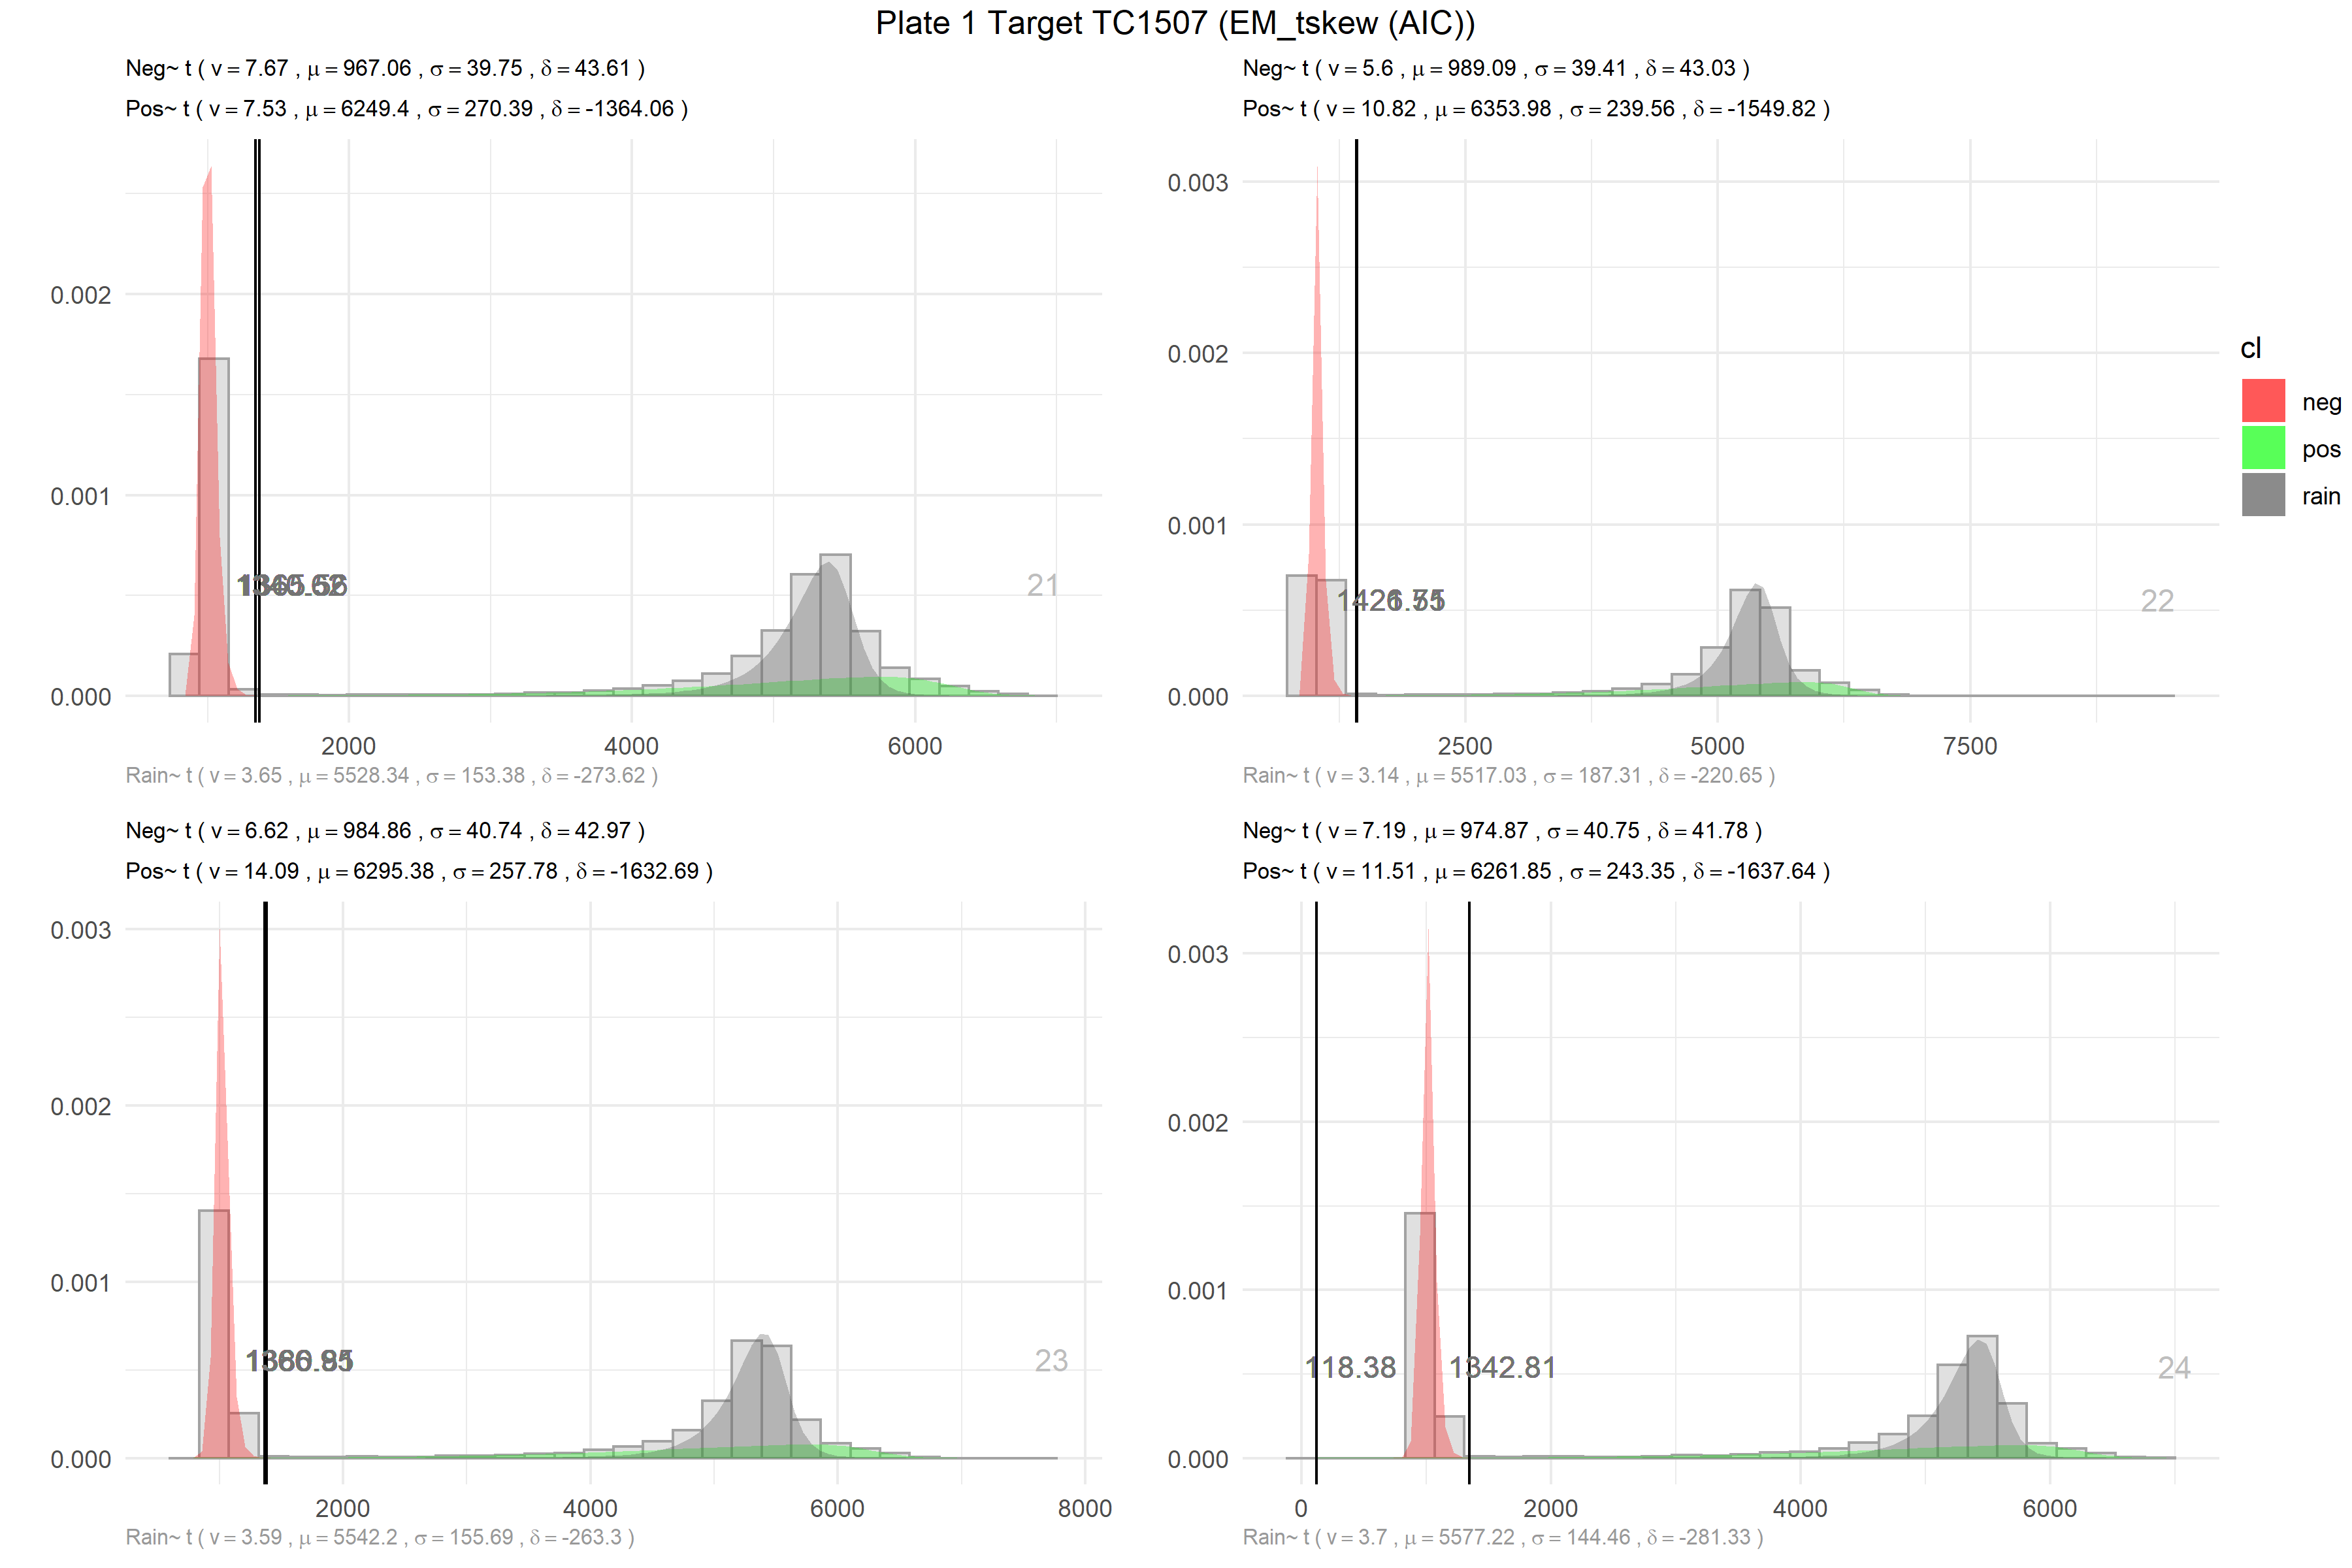 Plate 1 Target TC1507 (EM_tskew (AIC))
Neg~ t ( v = 7.67 , μ = 967.06 , σ = 39.75 , δ = 43.61 )
Pos~ t ( v = 7.53 , μ = 6249.4 , σ = 270.39 , δ = -1364.06 )
0.002
0.001
0.000
21
2000
4000
6000
Rain~ t ( v = 3.65 , μ = 5528.34 , σ = 153.38 , δ = -273.62 )
Neg~ t ( v = 5.6 , μ = 989.09 , σ = 39.41 , δ = 43.03 )
Pos~ t ( v = 10.82 , μ = 6353.98 , σ = 239.56 , δ = -1549.82 )
0.003
0.002
0.001
0.000
22
2500
5000
7500
Rain~ t ( v = 3.14 , μ = 5517.03 , σ = 187.31 , δ = -220.65 )
cl
neg
pos
rain
Neg~ t ( v = 6.62 , μ = 984.86 , σ = 40.74 , δ = 42.97 )
Pos~ t ( v = 14.09 , μ = 6295.38 , σ = 257.78 , δ = -1632.69 )
0.003
0.002
0.001
0.000
23
2000
4000
6000
8000
Rain~ t ( v = 3.59 , μ = 5542.2 , σ = 155.69 , δ = -263.3 )
Neg~ t ( v = 7.19 , μ = 974.87 , σ = 40.75 , δ = 41.78 )
Pos~ t ( v = 11.51 , μ = 6261.85 , σ = 243.35 , δ = -1637.64 )
0.003
0.002
0.001
0.000
118.38
1342.81
24
0
2000
4000
6000
Rain~ t ( v = 3.7 , μ = 5577.22 , σ = 144.46 , δ = -281.33 )